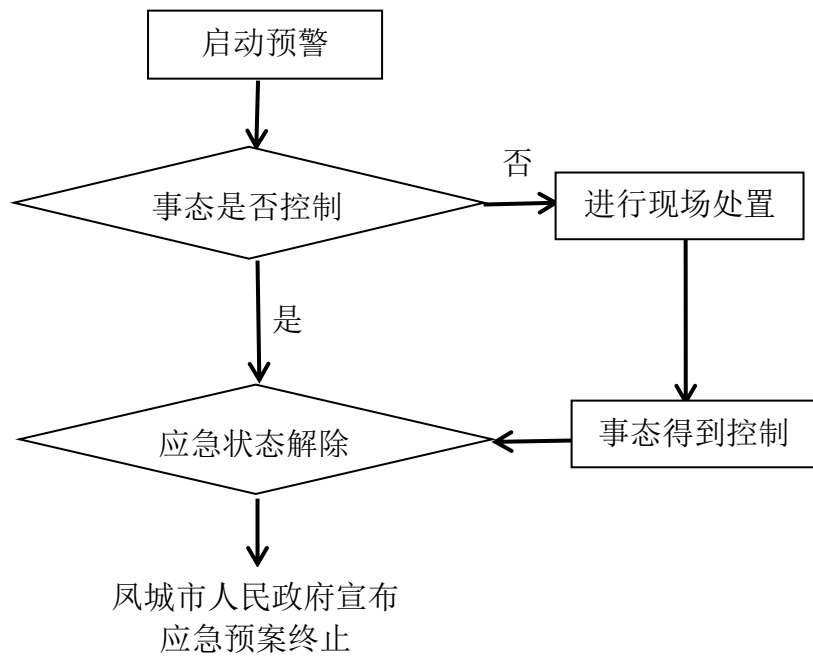 启动预警
否
事态是否控制
进行现场处置
是
应急状态解除
事态得到控制
凤城市人民政府宣布
应急预案终止